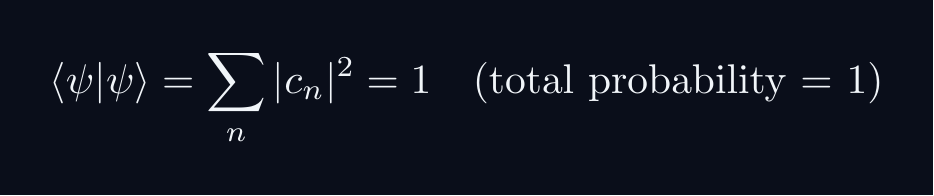 ⟨ψ|ψ⟩ = ∑ₙ |cₙ|² = 1 (total probability = 1)